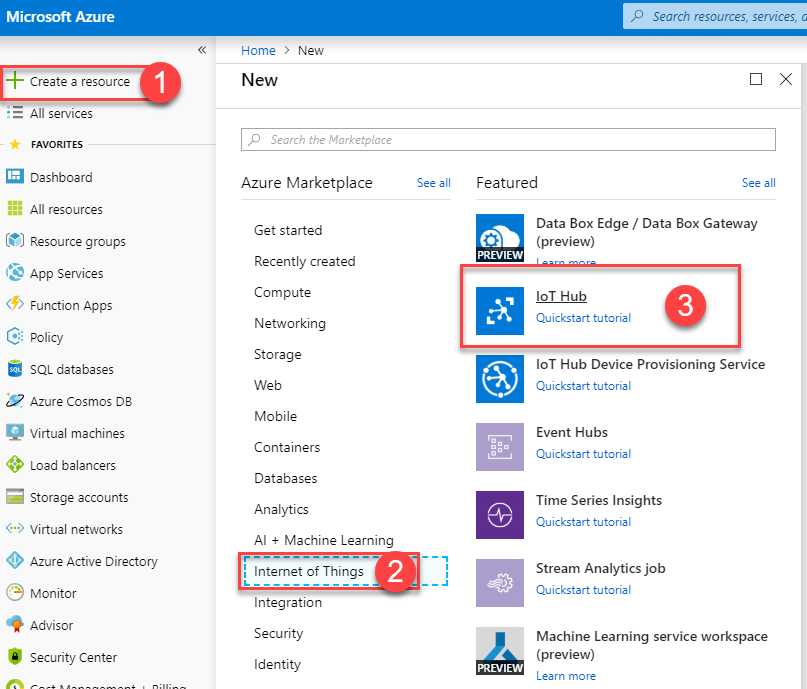 Microsoft Azure
Search resources, services, a
«
Create a resource
1
All services
FAVORITES
Dashboard
All resources
Resource groups
App Services
Function Apps
Policy
SQL
SQL databases
Azure Cosmos DB
Virtual machines
Load balancers
Storage accounts
Virtual networks
Azure Active Directory
Monitor
Advisor
Security Center
Cost Management + Billing
Home > New
New
Search the Marketplace
Azure Marketplace
See all
Get started
Recently created
Compute
Networking
Storage
Web
Mobile
Containers
Databases
Analytics
AI + Machine Learning
Internet of Things
2
Integration
Security
Identity
Featured
See all
PREVIEW
Data Box Edge / Data Box Gateway
(preview)
Learn more
IoT Hub
Quickstart tutorial
3
IoT Hub Device Provisioning Service
Quickstart tutorial
Event Hubs
Quickstart tutorial
Time Series Insights
Quickstart tutorial
Stream Analytics job
Quickstart tutorial
PREVIEW
Machine Learning service workspace
(preview)
Learn more